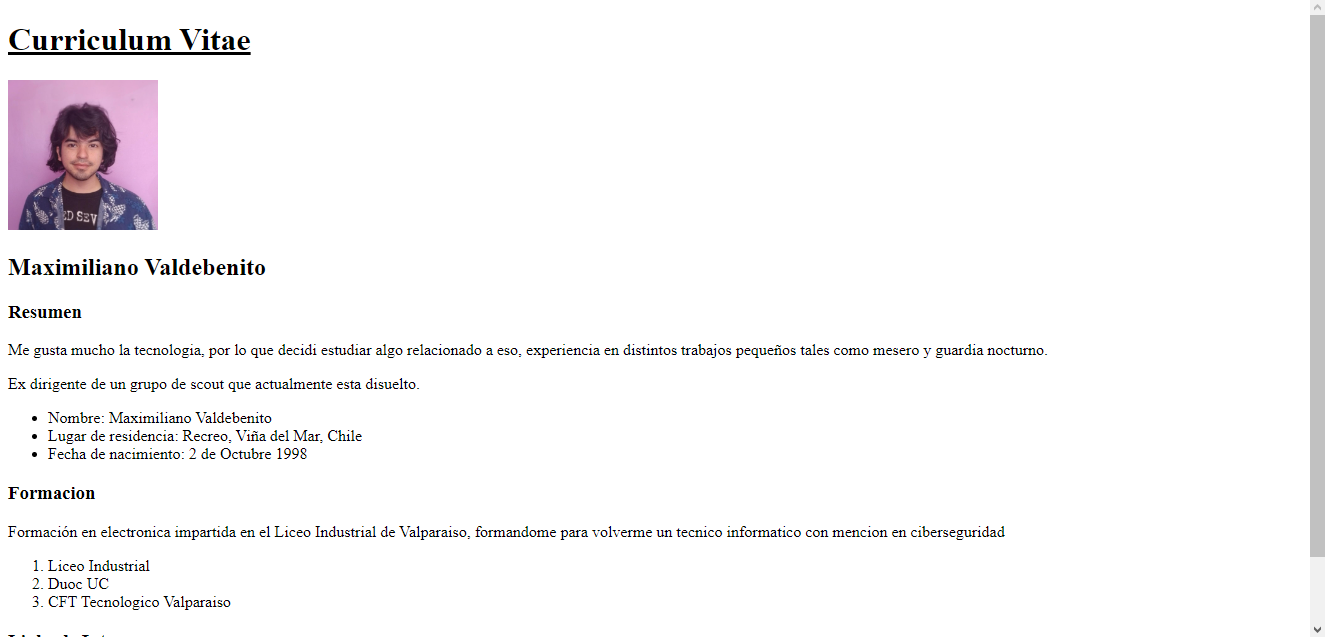 Curriculum Vitae
ED SEV
Maximiliano Valdebenito
Resumen
Me gusta mucho la tecnologia, por lo que decidi estudiar algo relacionado a eso, experiencia en distintos trabajos pequeños tales como mesero y guardia nocturno.
Ex dirigente de un grupo de scout que actualmente esta disuelto.
• Nombre: Maximiliano Valdebenito
• Lugar de residencia: Recreo, Viña del Mar, Chile
• Fecha de nacimiento: 2 de Octubre 1998
Formacion
Formación en electronica impartida en el Liceo Industrial de Valparaiso, formandome para volverme un tecnico informatico con mencion en ciberseguridad
1. Liceo Industrial
2. Duoc UC
3. CFT Tecnologico Valparaiso